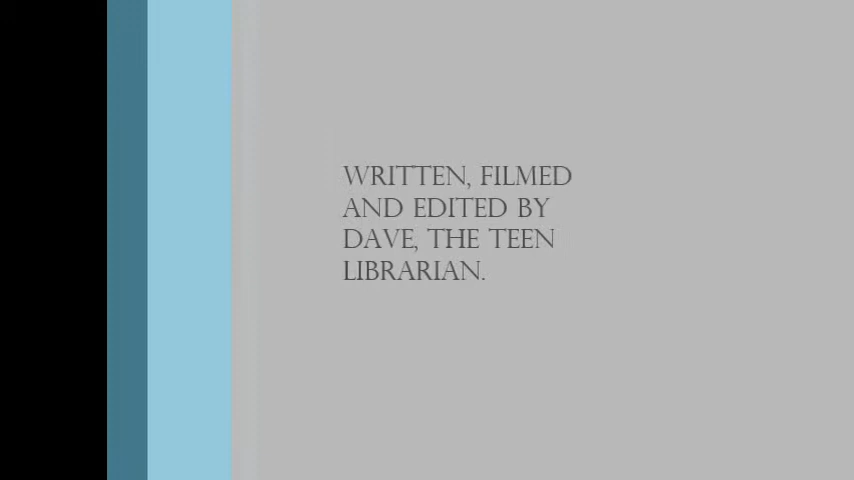 WRITTEN, FILMED
AND EDITED BY
DAVE, THE TEEN
LIBRARIAN.